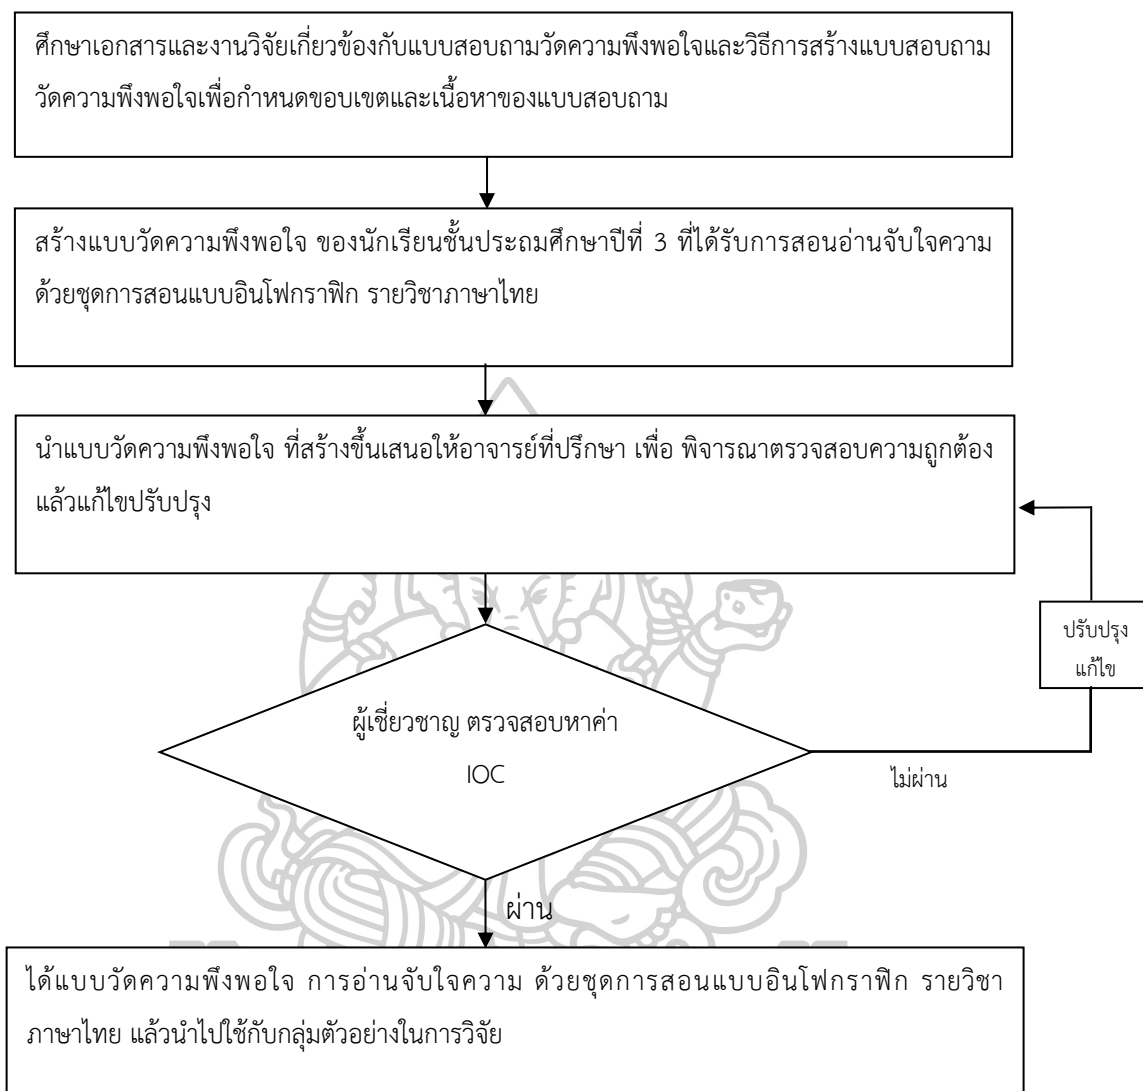 ศึกษาเอกสารและงานวิจัยเกี่ยวข้องกับแบบสอบถามวัดความพึงพอใจและวิธีการสร้างแบบสอบถาม
วัดความพึงพอใจเพื่อกำหนดขอบเขตและเนื้อหาของแบบสอบถาม
สร้างแบบวัดความพึงพอใจ ของนักเรียนชั้นประถมศึกษาปีที่ 3 ที่ได้รับการสอนอ่านจับใจความ
ด้วยชุดการสอนแบบอินโฟกราฟิก รายวิชาภาษาไทย
นำแบบวัดความพึงพอใจ ที่สร้างขึ้นเสนอให้อาจารย์ที่ปรึกษา เพื่อ พิจารณาตรวจสอบความถูกต้อง
แล้วแก้ไขปรับปรุง
ปรับปรุง
แก้ไข
ผู้เชี่ยวชาญ ตรวจสอบหาค่า
IOC
ไม่ผ่าน
ผ่าน
ได้แบบวัดความพึงพอใจ การอ่านจับใจความ ด้วยชุดการสอนแบบอินโฟกราฟิก รายวิชา
ภาษาไทย แล้วนำไปใช้กับกลุ่มตัวอย่างในการวิจัย